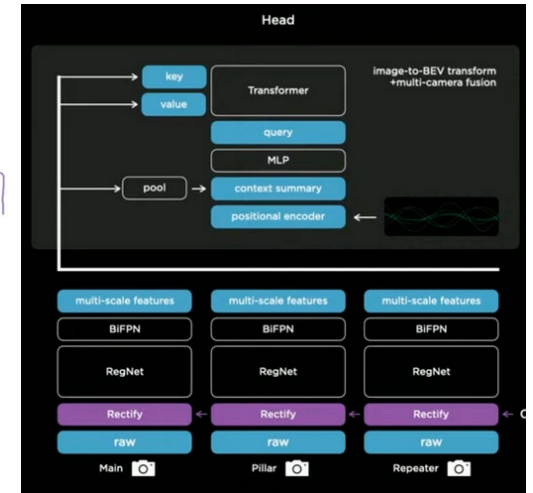 Head
key
value
Transformer
image-to-BEV transform
+multi-camera fusion
query
MLP
pool
context summary
positional encoder
multi-scale features multi-scale features multi-scale features
BiFPN BiFPN BiFPN
RegNet RegNet RegNet
Rectify Rectify Rectify
raw raw raw
Main Pillar Repeater